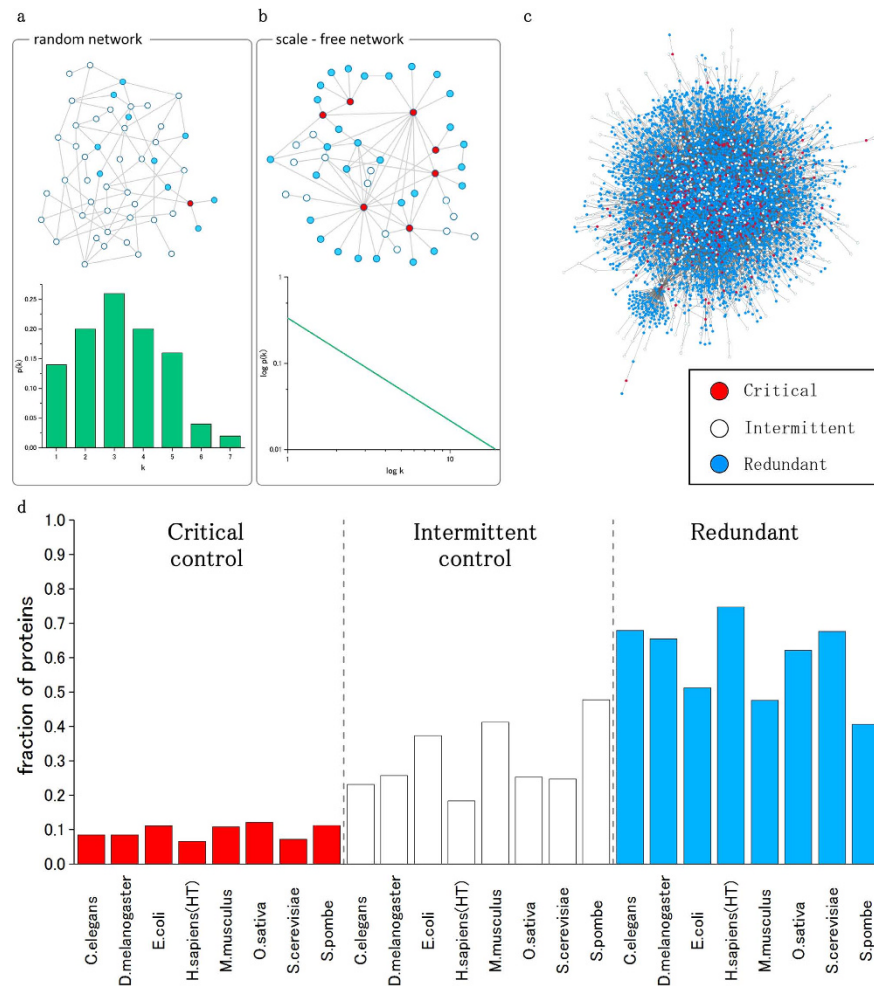 a
random network
0.25
0.20
0.15
0.10
0.05
0.00
p(k)
1 2 3 4 5 6 7
k
b
scale - free network
1
0.1
0.01
log p(k)
1 10
log k
c
Critical
Intermittent
Redundant
d
1.0
0.9
0.8
0.7
0.6
0.5
0.4
0.3
0.2
0.1
0.0
fraction of proteins
Critical
control
Intermittent
control
Redundant
C.elegans
D.melanogaster
E.coli
H.sapiens(HT)
M.musculus
O.sativa
S.cerevisiae
S.pombe
C.elegans
D.melanogaster
E.coli
H.sapiens(HT)
M.musculus
O.sativa
S.cerevisiae
S.pombe
C.elegans
D.melanogaster
E.coli
H.sapiens(HT)
M.musculus
O.sativa
S.cerevisiae
S.pombe